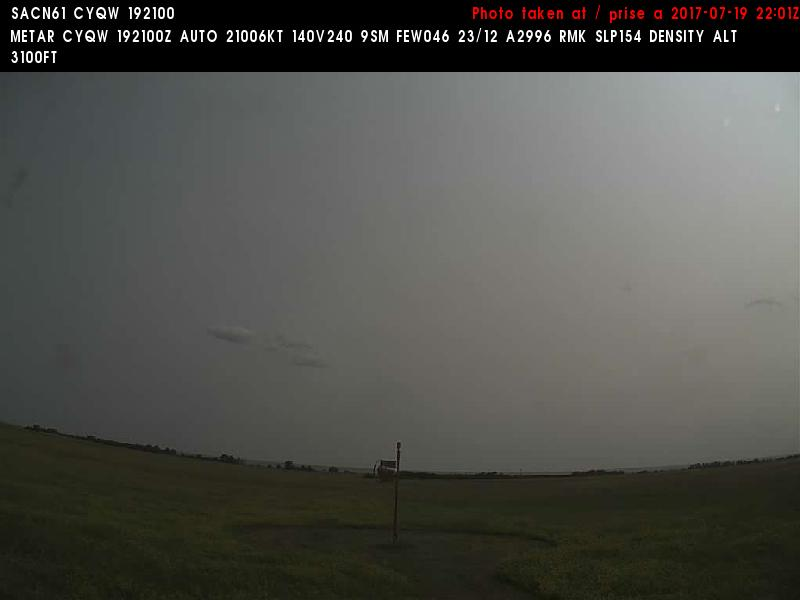 SACN61 CYQW 192100
Photo taken at / prise a 2017-07-19 22:01Z
METAR CYQW 192100Z AUTO 21006KT 140V240 9SM FEW046 23/12 A2996 RMK SLP154 DENSITY ALT
3100FT